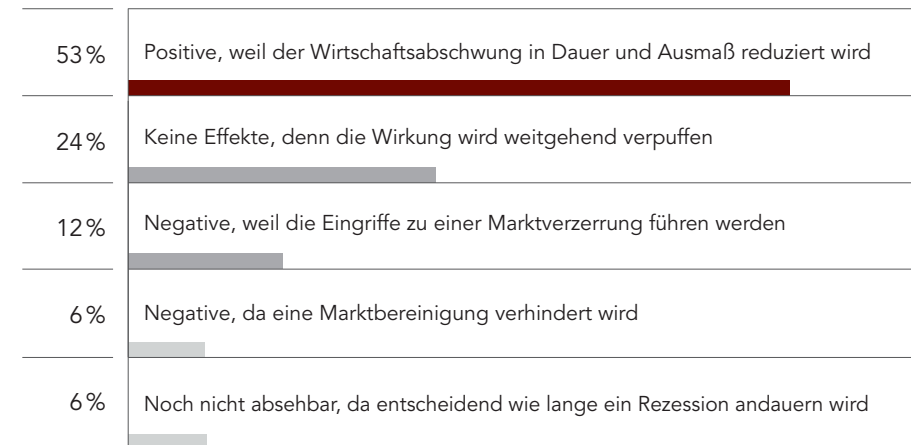 53 % Positive, weil der Wirtschaftsabschwung in Dauer und Ausmaß reduziert wird
24 % Keine Effekte, denn die Wirkung wird weitgehend verpuffen
12 % Negative, weil die Eingriffe zu einer Marktverzerrung führen werden
6 % Negative, da eine Marktbereinigung verhindert wird
6 % Noch nicht absehbar, da entscheidend wie lange ein Rezession andauern wird